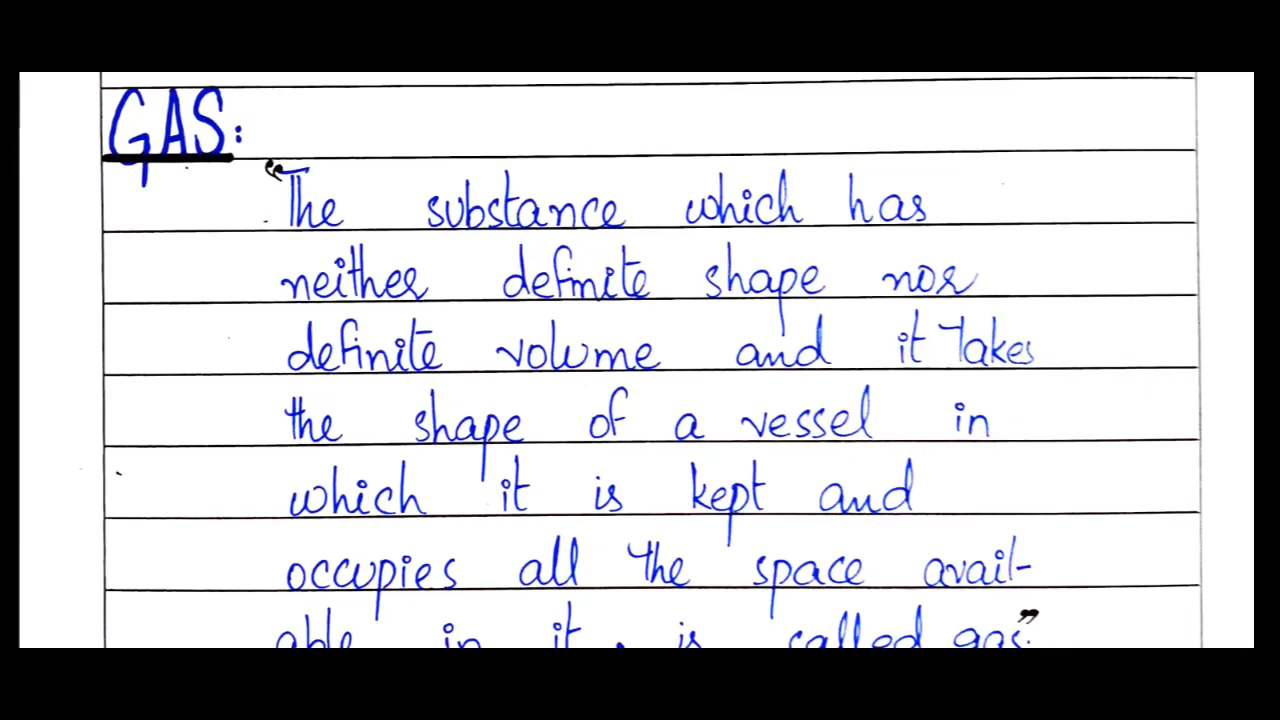 GAS:
"The substance which has
neither definite shape nor
definite volume and it takes
the shape of a vessel in
which it is kept and
occupies all the space avail-
able in it, is called gas."